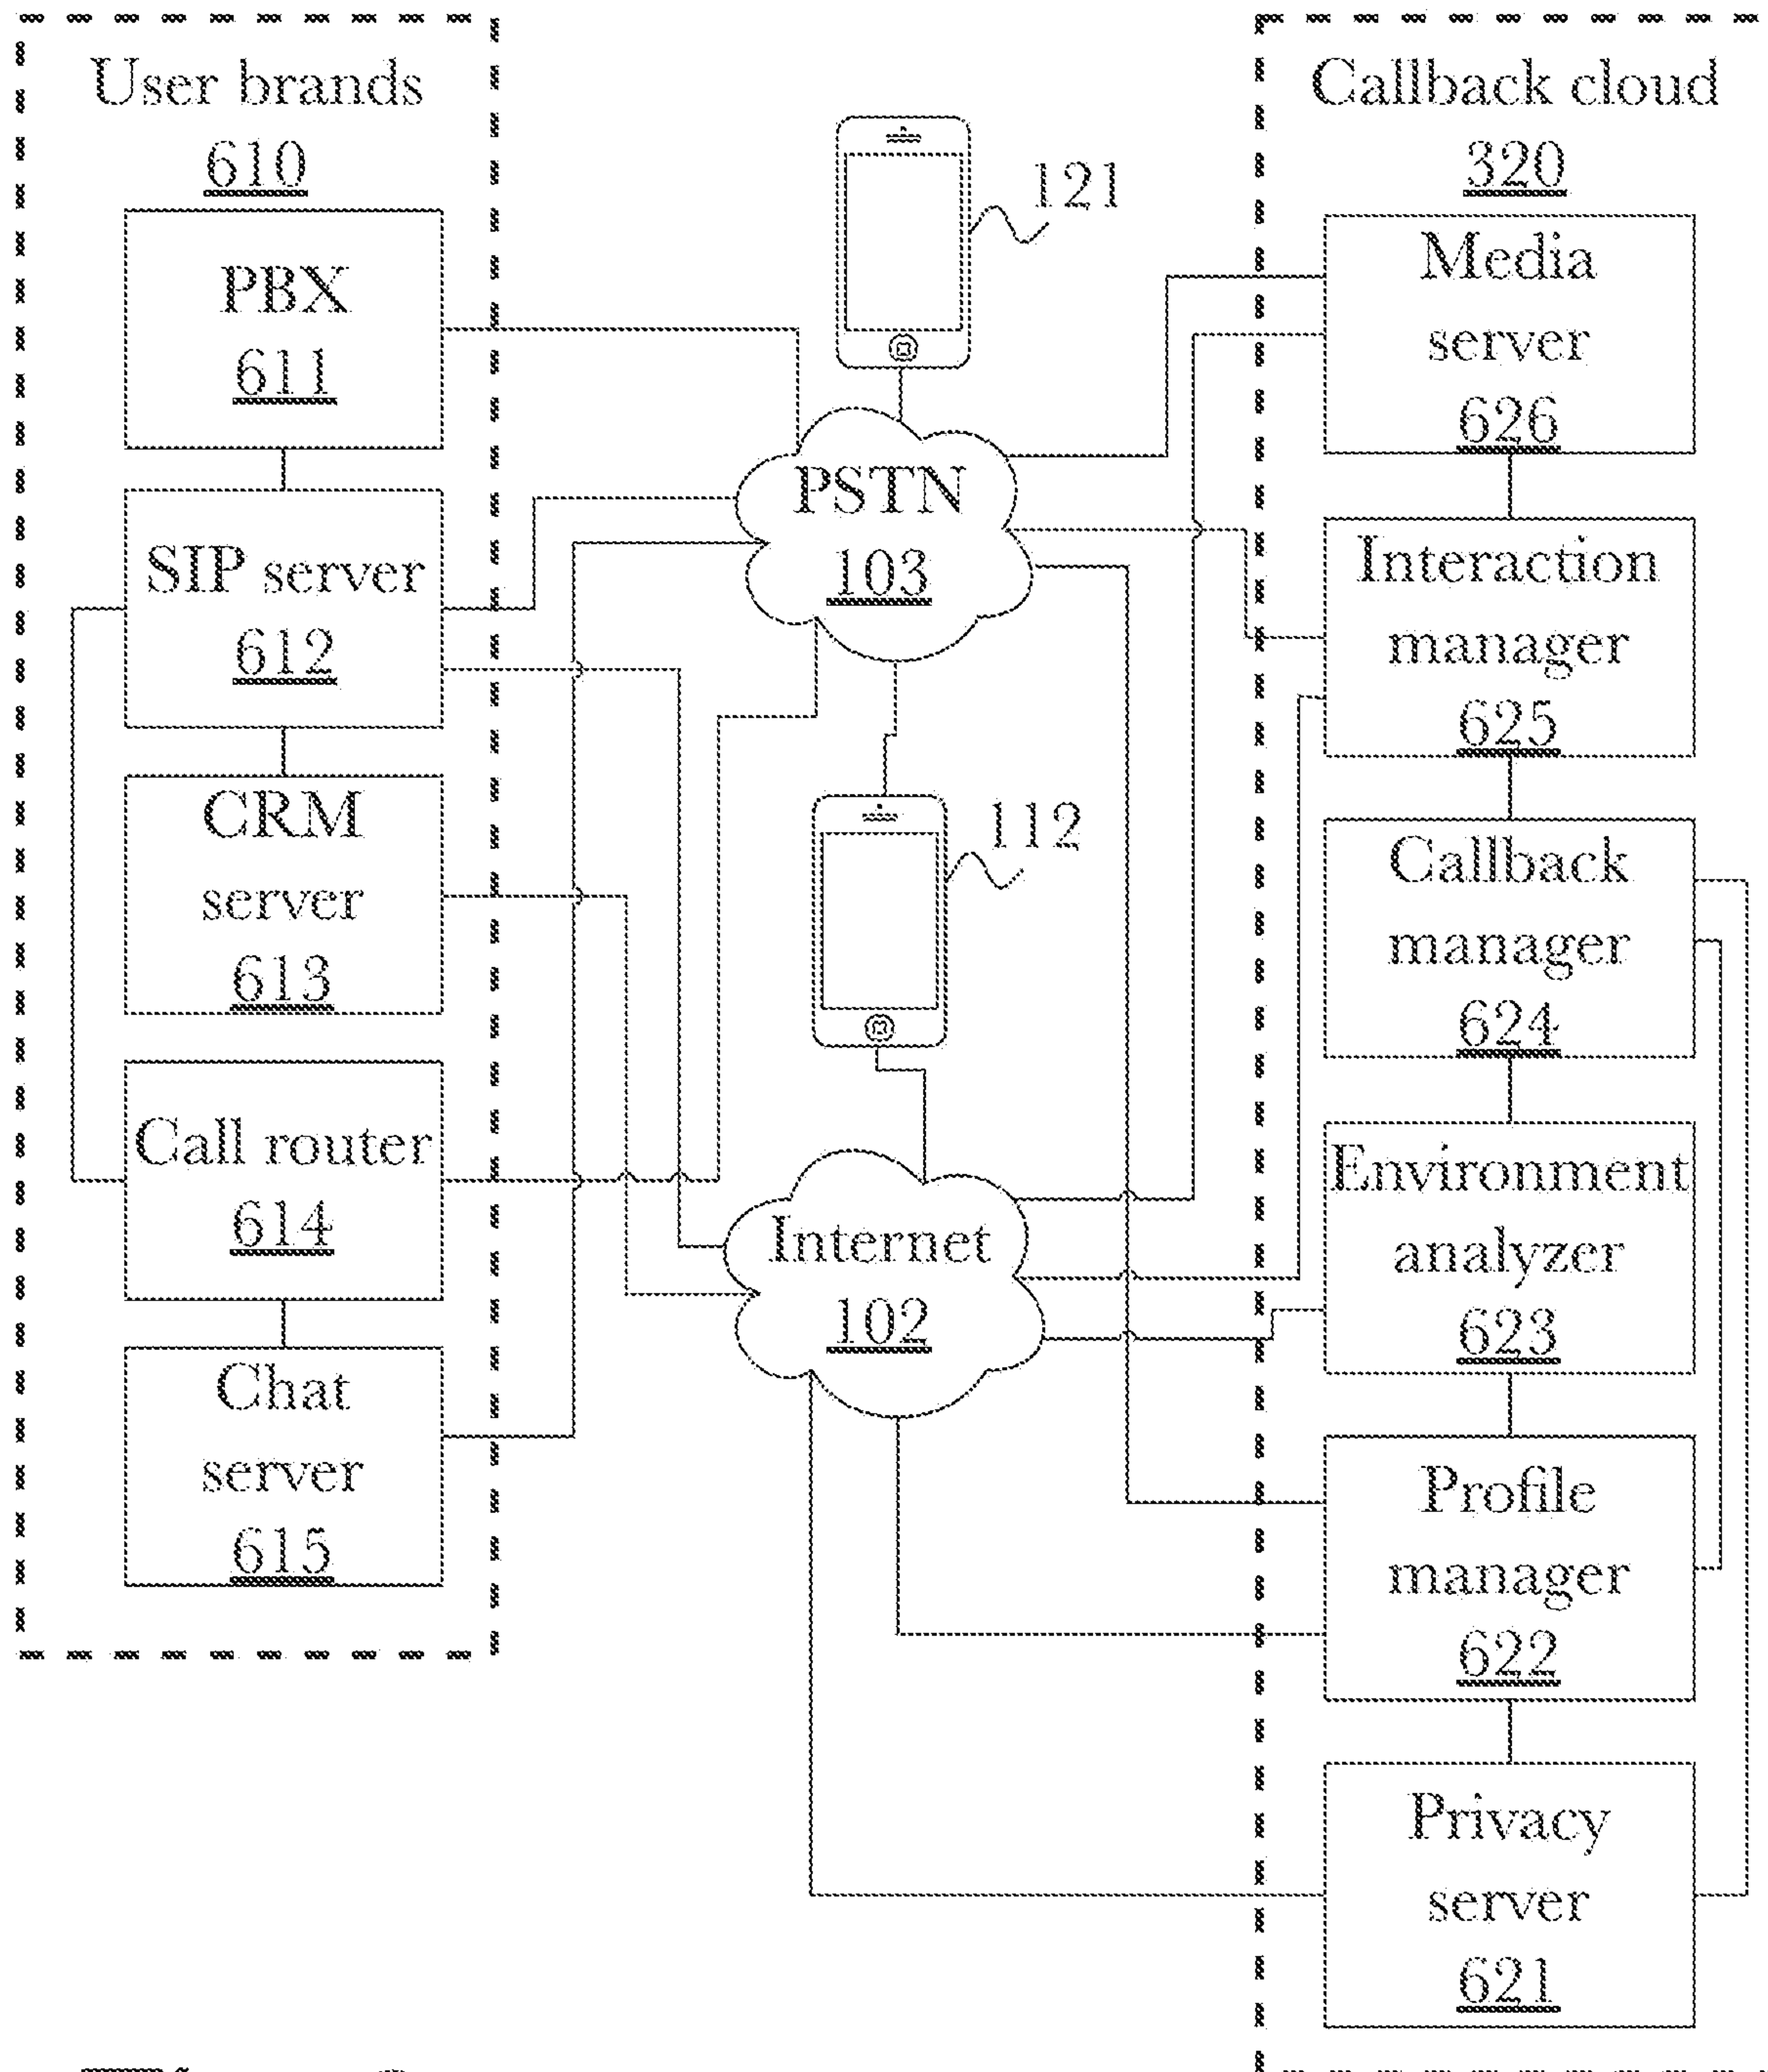 User brands
610
PBX
611
SIP server
612
CRM
server
613
Call router
614
Chat
server
615
121
PSTN
103
112
Internet
102
Callback cloud
320
Media
server
626
Interaction
manager
625
Callback
manager
624
Environment
analyzer
623
Profile
manager
622
Privacy
server
621